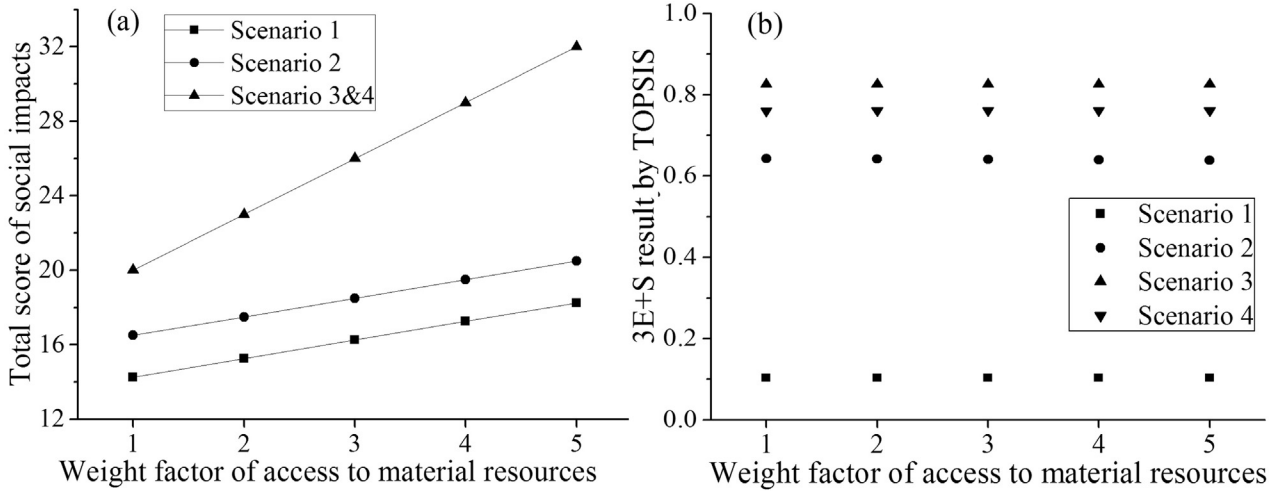 (a)
Scenario 1
Scenario 2
Scenario 3&4
Total score of social impacts
32
28
24
20
16
12
1 2 3 4 5
Weight factor of access to material resources
(b)
3E+S result by TOPSIS
1.0
0.8
0.6
0.4
0.2
0.0
Scenario 1
Scenario 2
Scenario 3
Scenario 4
1 2 3 4 5
Weight factor of access to material resources